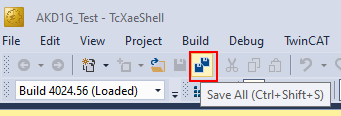 AKD1G_Test - TcXaeShell
File Edit View Project Build Debug TwinCAT
Build 4024.56 (Loaded)
Save All (Ctrl+Shift+S)